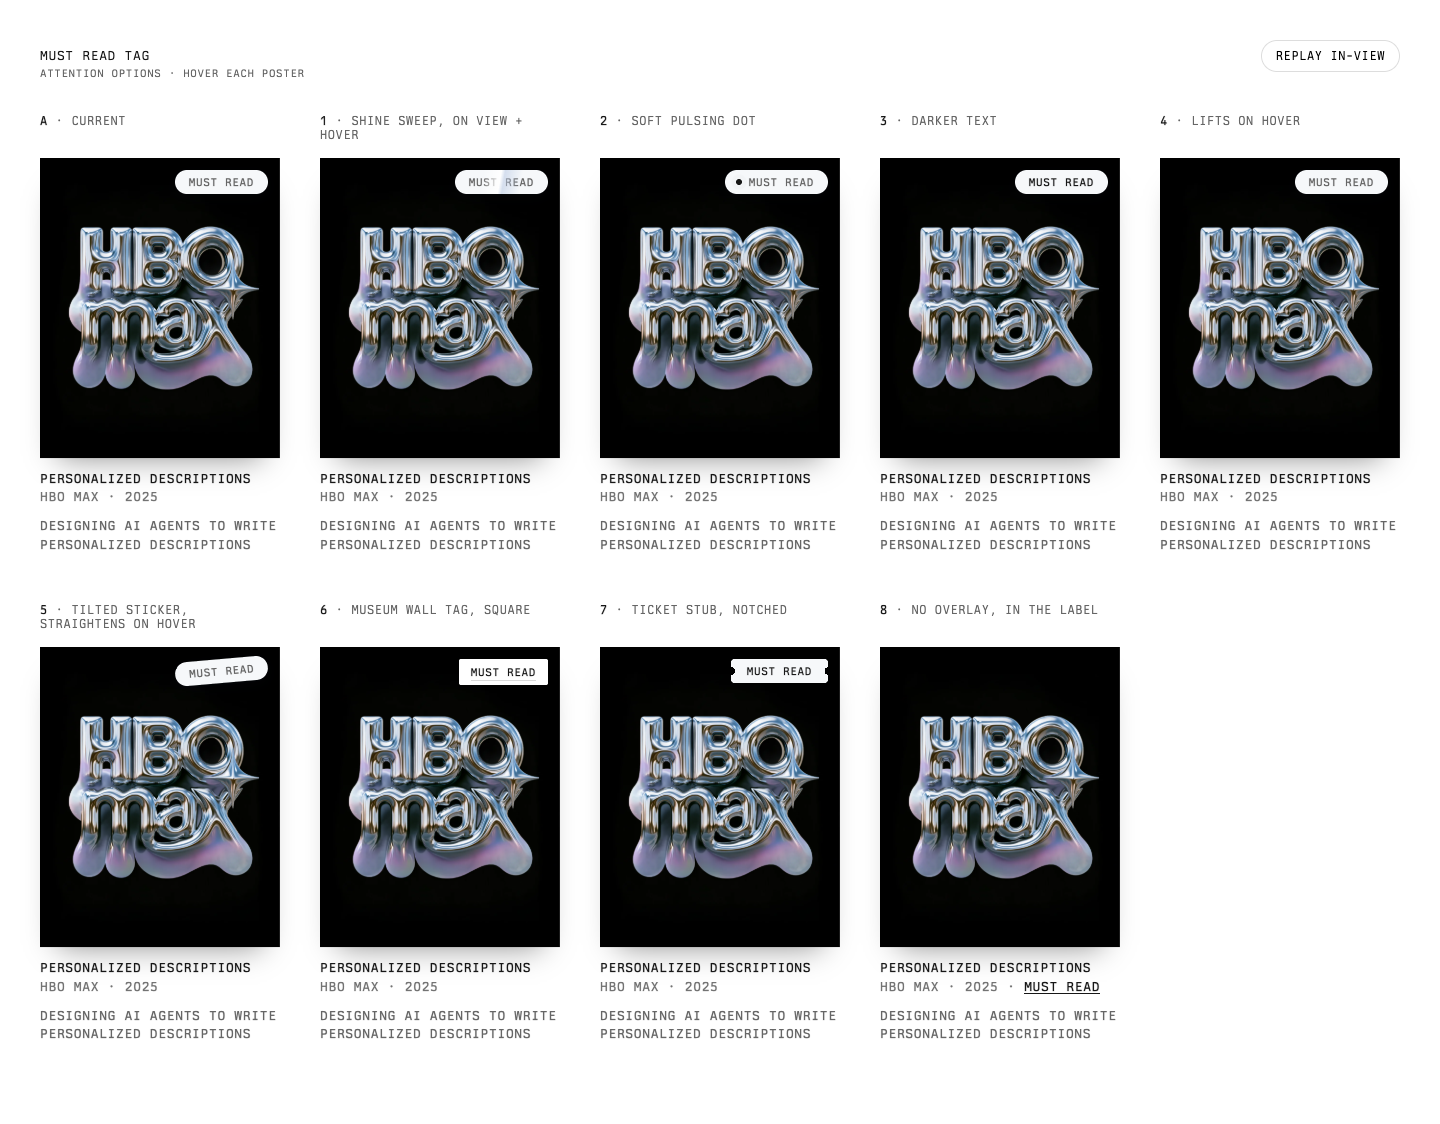 MUST READ TAG
ATTENTION OPTIONS · HOVER EACH POSTER
REPLAY IN-VIEW
A · CURRENT
MUST READ
HBO
max
PERSONALIZED DESCRIPTIONS
HBO MAX · 2025
DESIGNING AI AGENTS TO WRITE
PERSONALIZED DESCRIPTIONS
1 · SHINE SWEEP, ON VIEW +
HOVER
MUST READ
HBO
max
PERSONALIZED DESCRIPTIONS
HBO MAX · 2025
DESIGNING AI AGENTS TO WRITE
PERSONALIZED DESCRIPTIONS
2 · SOFT PULSING DOT
MUST READ
HBO
max
PERSONALIZED DESCRIPTIONS
HBO MAX · 2025
DESIGNING AI AGENTS TO WRITE
PERSONALIZED DESCRIPTIONS
3 · DARKER TEXT
MUST READ
HBO
max
PERSONALIZED DESCRIPTIONS
HBO MAX · 2025
DESIGNING AI AGENTS TO WRITE
PERSONALIZED DESCRIPTIONS
4 · LIFTS ON HOVER
MUST READ
HBO
max
PERSONALIZED DESCRIPTIONS
HBO MAX · 2025
DESIGNING AI AGENTS TO WRITE
PERSONALIZED DESCRIPTIONS
5 · TILTED STICKER,
STRAIGHTENS ON HOVER
MUST READ
HBO
max
PERSONALIZED DESCRIPTIONS
HBO MAX · 2025
DESIGNING AI AGENTS TO WRITE
PERSONALIZED DESCRIPTIONS
6 · MUSEUM WALL TAG, SQUARE
MUST READ
HBO
max
PERSONALIZED DESCRIPTIONS
HBO MAX · 2025
DESIGNING AI AGENTS TO WRITE
PERSONALIZED DESCRIPTIONS
7 · TICKET STUB, NOTCHED
MUST READ
HBO
max
PERSONALIZED DESCRIPTIONS
HBO MAX · 2025
DESIGNING AI AGENTS TO WRITE
PERSONALIZED DESCRIPTIONS
8 · NO OVERLAY, IN THE LABEL
HBO
max
PERSONALIZED DESCRIPTIONS
HBO MAX · 2025 · MUST READ
DESIGNING AI AGENTS TO WRITE
PERSONALIZED DESCRIPTIONS